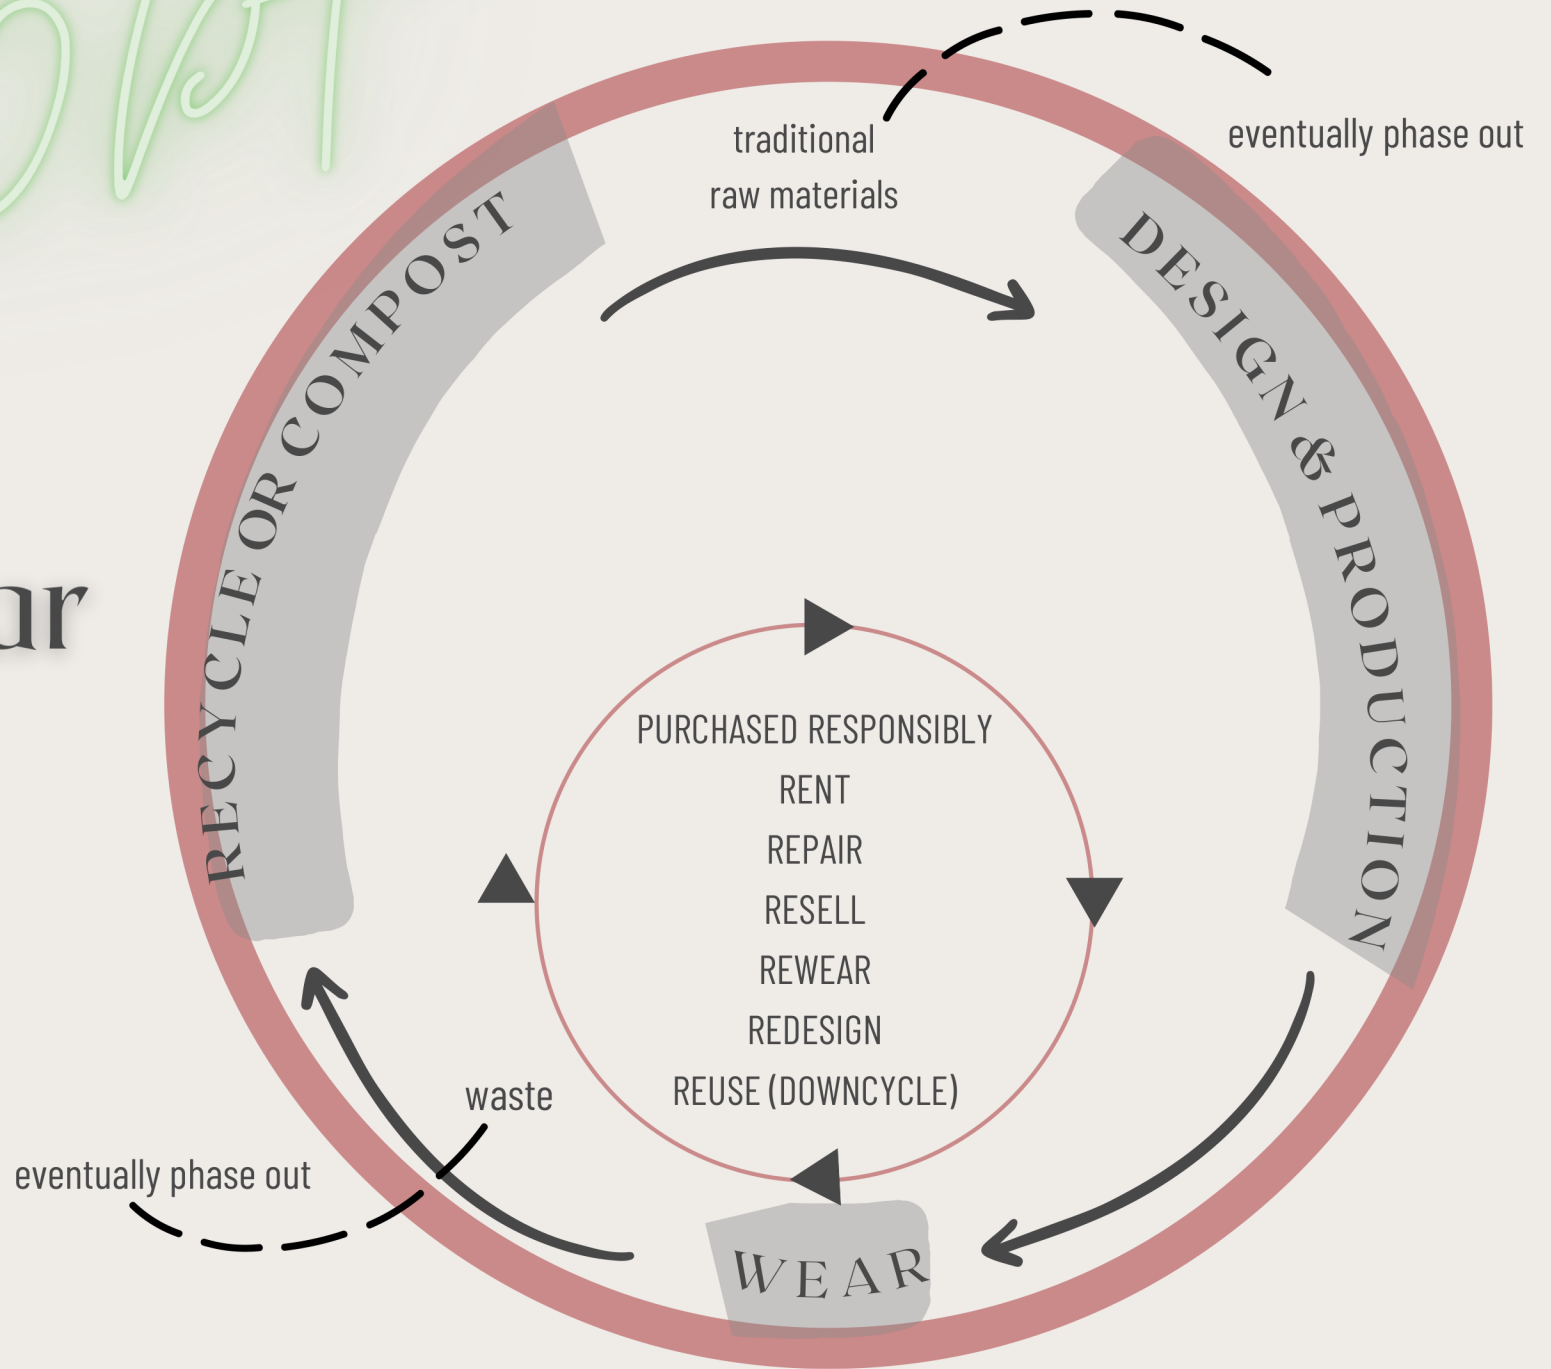 traditional
raw materials
eventually phase out
RECYCLE OR COMPOST
DESIGN & PRODUCTION
PURCHASED RESPONSIBLY
RENT
REPAIR
RESELL
REWEAR
REDESIGN
REUSE (DOWNCYCLE)
waste
eventually phase out
WEAR